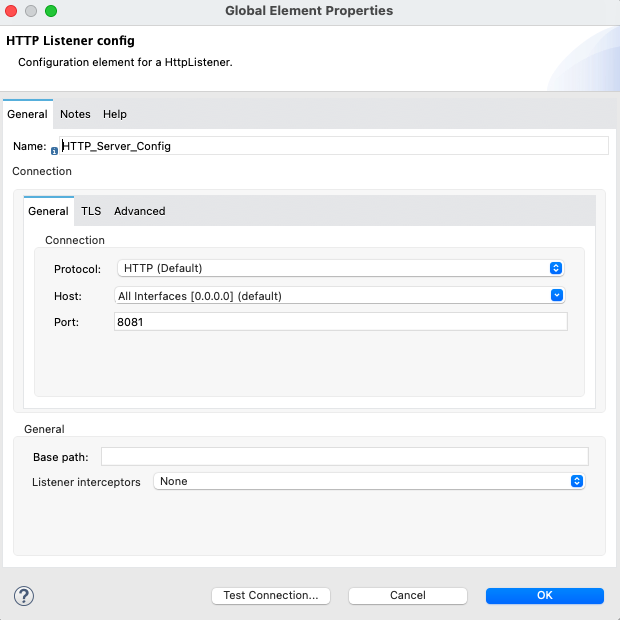 Global Element Properties
HTTP Listener config
Configuration element for a HttpListener.
General Notes Help
Name: HTTP_Server_Config
Connection
General TLS Advanced
Connection
Protocol: HTTP (Default)
Host: All Interfaces [0.0.0.0] (default)
Port: 8081
General
Base path:
Listener interceptors None
? Test Connection... Cancel OK